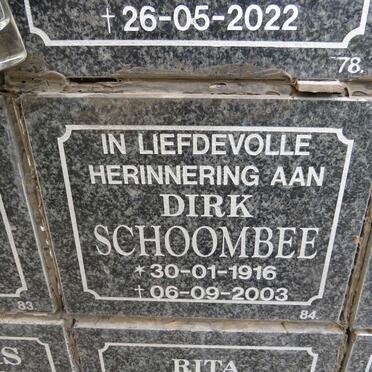 † 26-05-2022
78.
IN LIEFDEVOLLE
HERINNERING AAN
DIRK
SCHOOMBEE
* 30-01-1916
† 06-09-2003
83.
84.
RITA